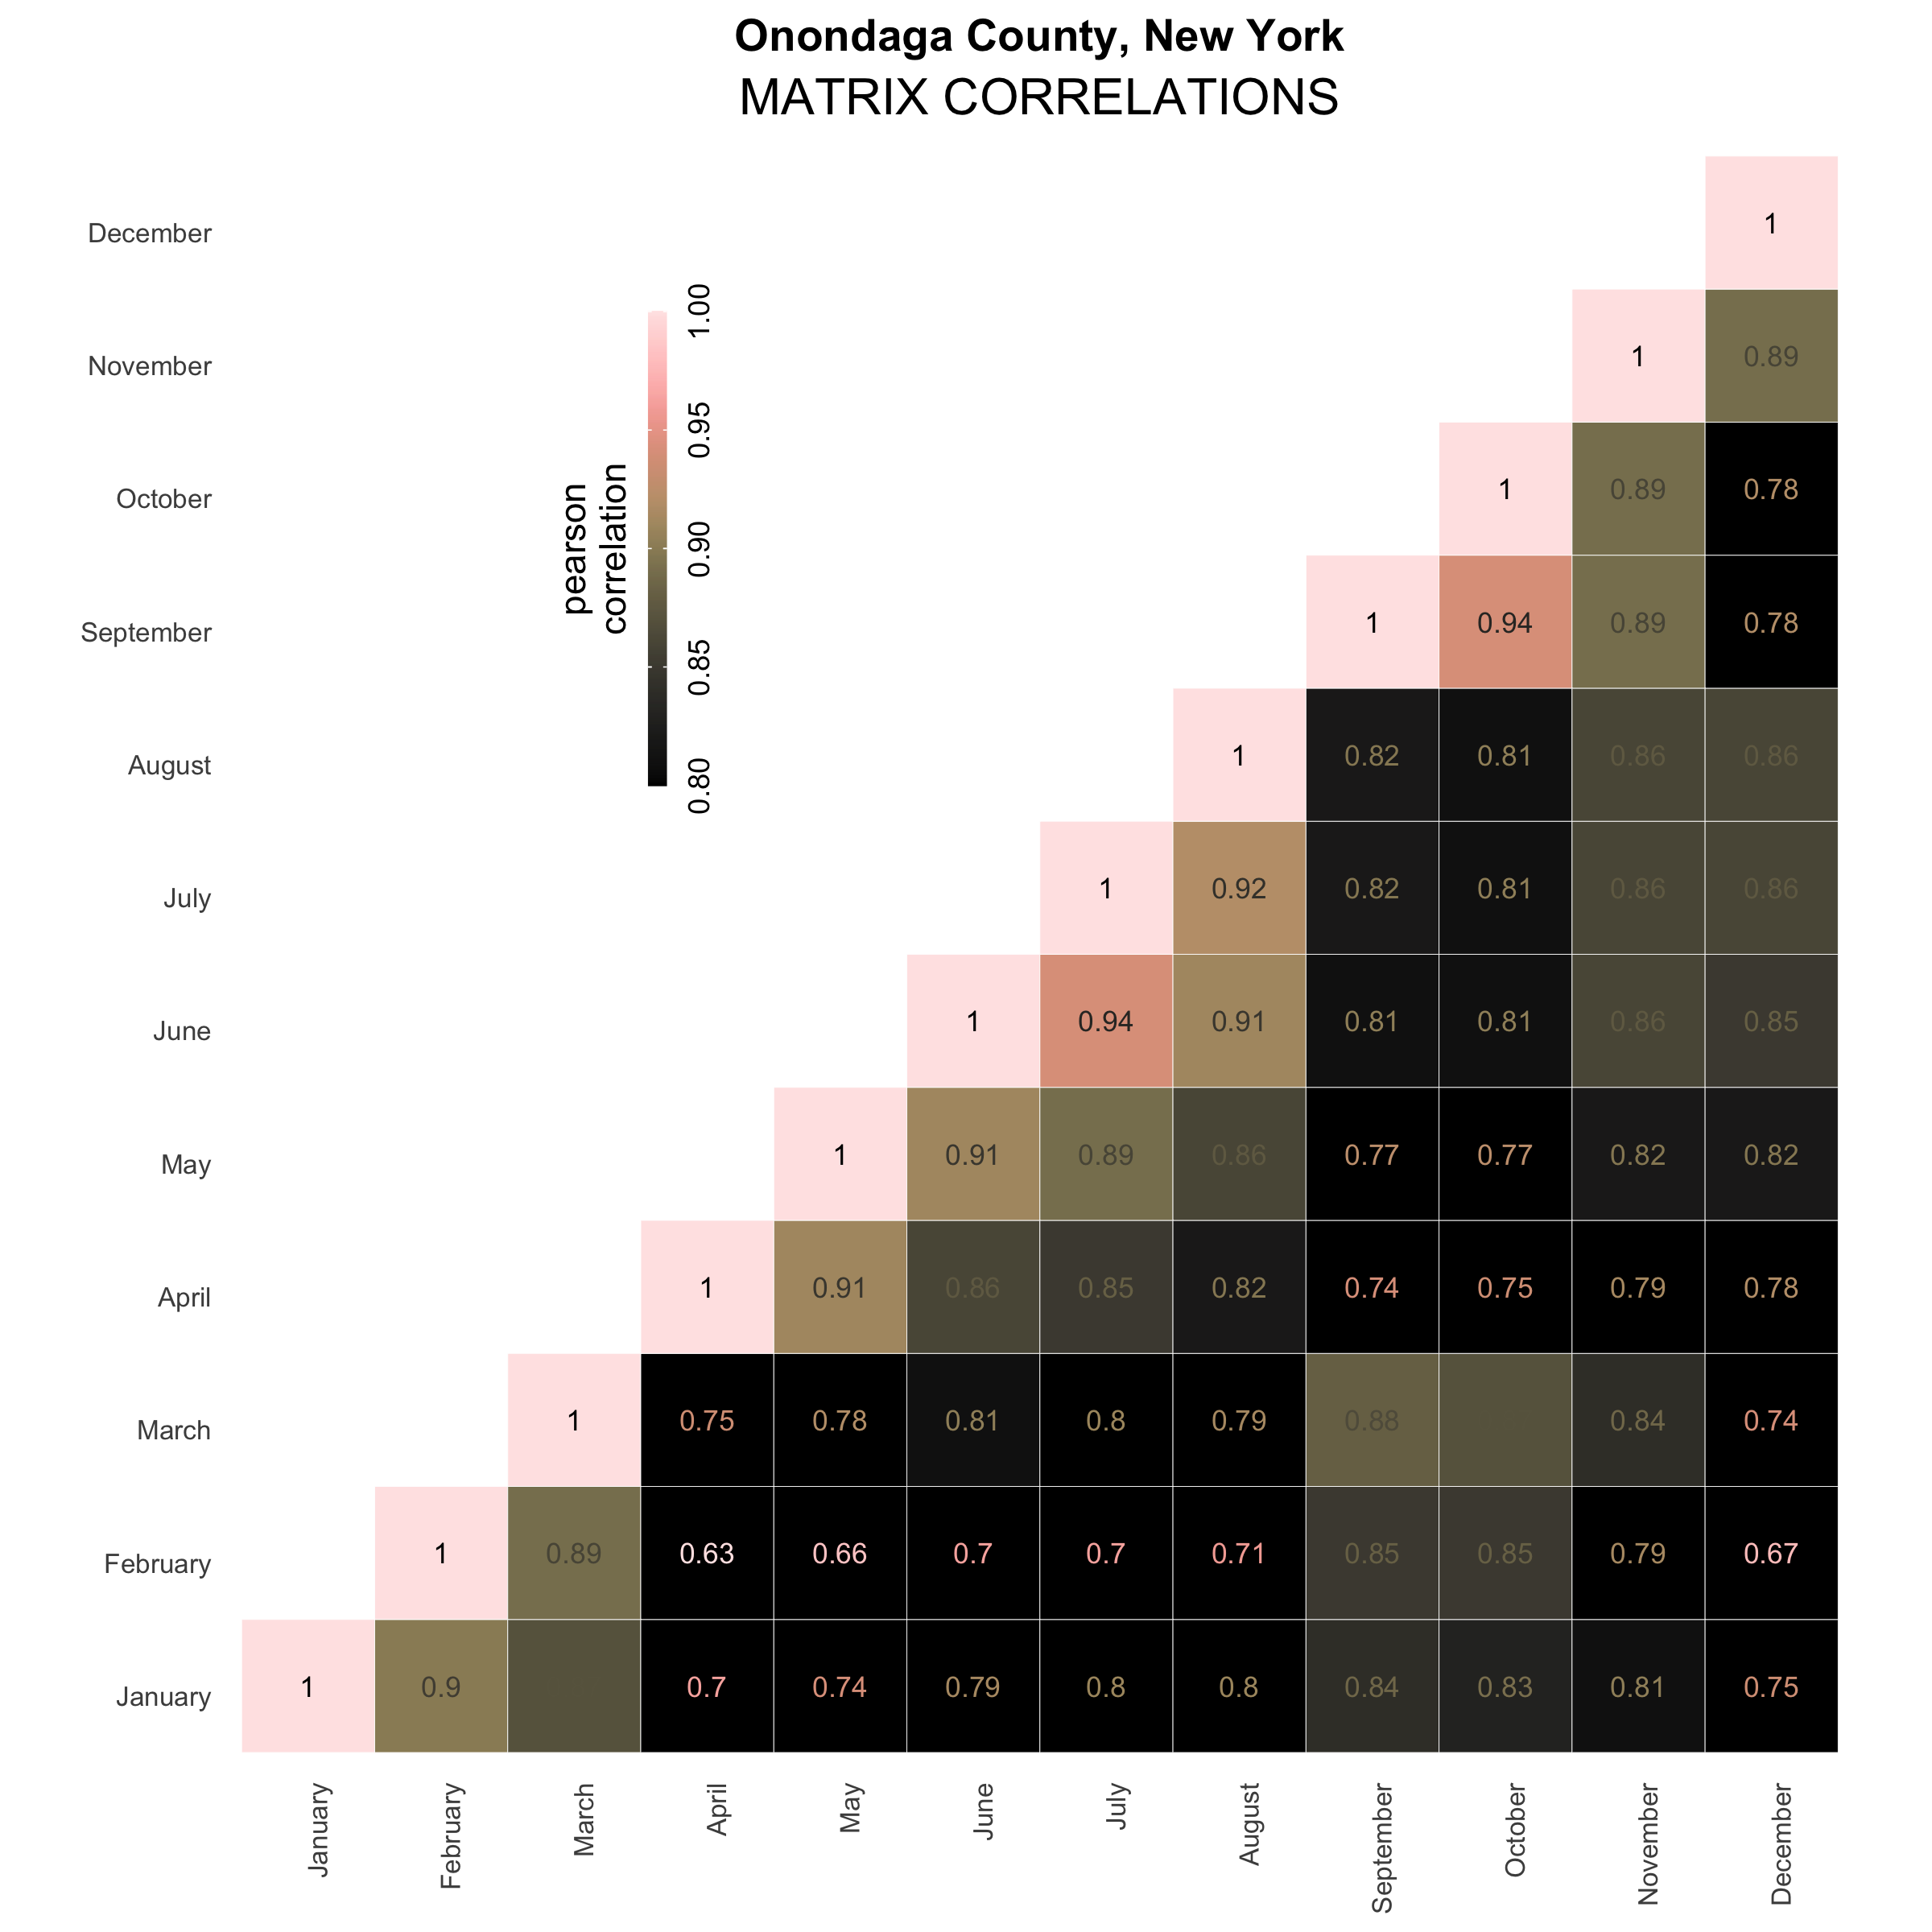 Onondaga County, New York
MATRIX CORRELATIONS
December
1
November
1 0.89
October
1 0.89 0.78
September
1 0.94 0.89 0.78
August
1 0.82 0.81 0.86 0.86
July
1 0.92 0.82 0.81 0.86 0.86
June
1 0.94 0.91 0.81 0.81 0.86 0.85
May
1 0.91 0.89 0.86 0.77 0.77 0.82 0.82
April
1 0.91 0.86 0.85 0.82 0.74 0.75 0.79 0.78
March
1 0.75 0.78 0.81 0.8 0.79 0.88 0.84 0.74
February
1 0.89 0.63 0.66 0.7 0.7 0.71 0.85 0.85 0.79 0.67
January
1 0.9 0.7 0.74 0.79 0.8 0.8 0.84 0.83 0.81 0.75
January
February
March
April
May
June
July
August
September
October
November
December
pearson
correlation
0.80
0.85
0.90
0.95
1.00